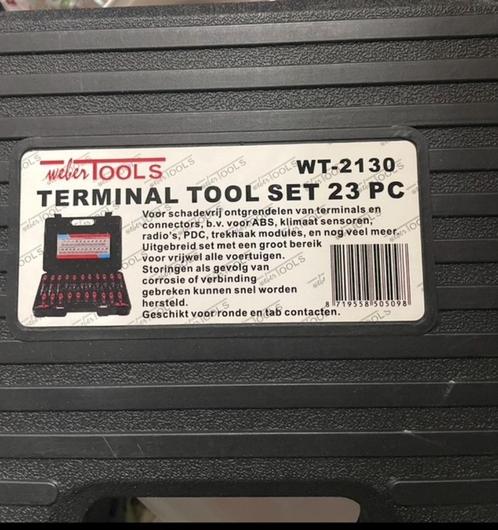 weber TOOLS
WT-2130
TERMINAL TOOL SET 23 PC
Voor schadevrij ontgrendelen van terminals en
connectors, b.v. voor ABS, klimaat sensoren,
radio's, PDC, trekhaak modules, en nog veel meer.
Uitgebreid set met een groot bereik
voor vrijwel alle voertuigen.
Storingen als gevolg van
corrosie of verbinding
gebreken kunnen snel worden
hersteld.
Geschikt voor ronde en tab contacten.
8 719558 505098